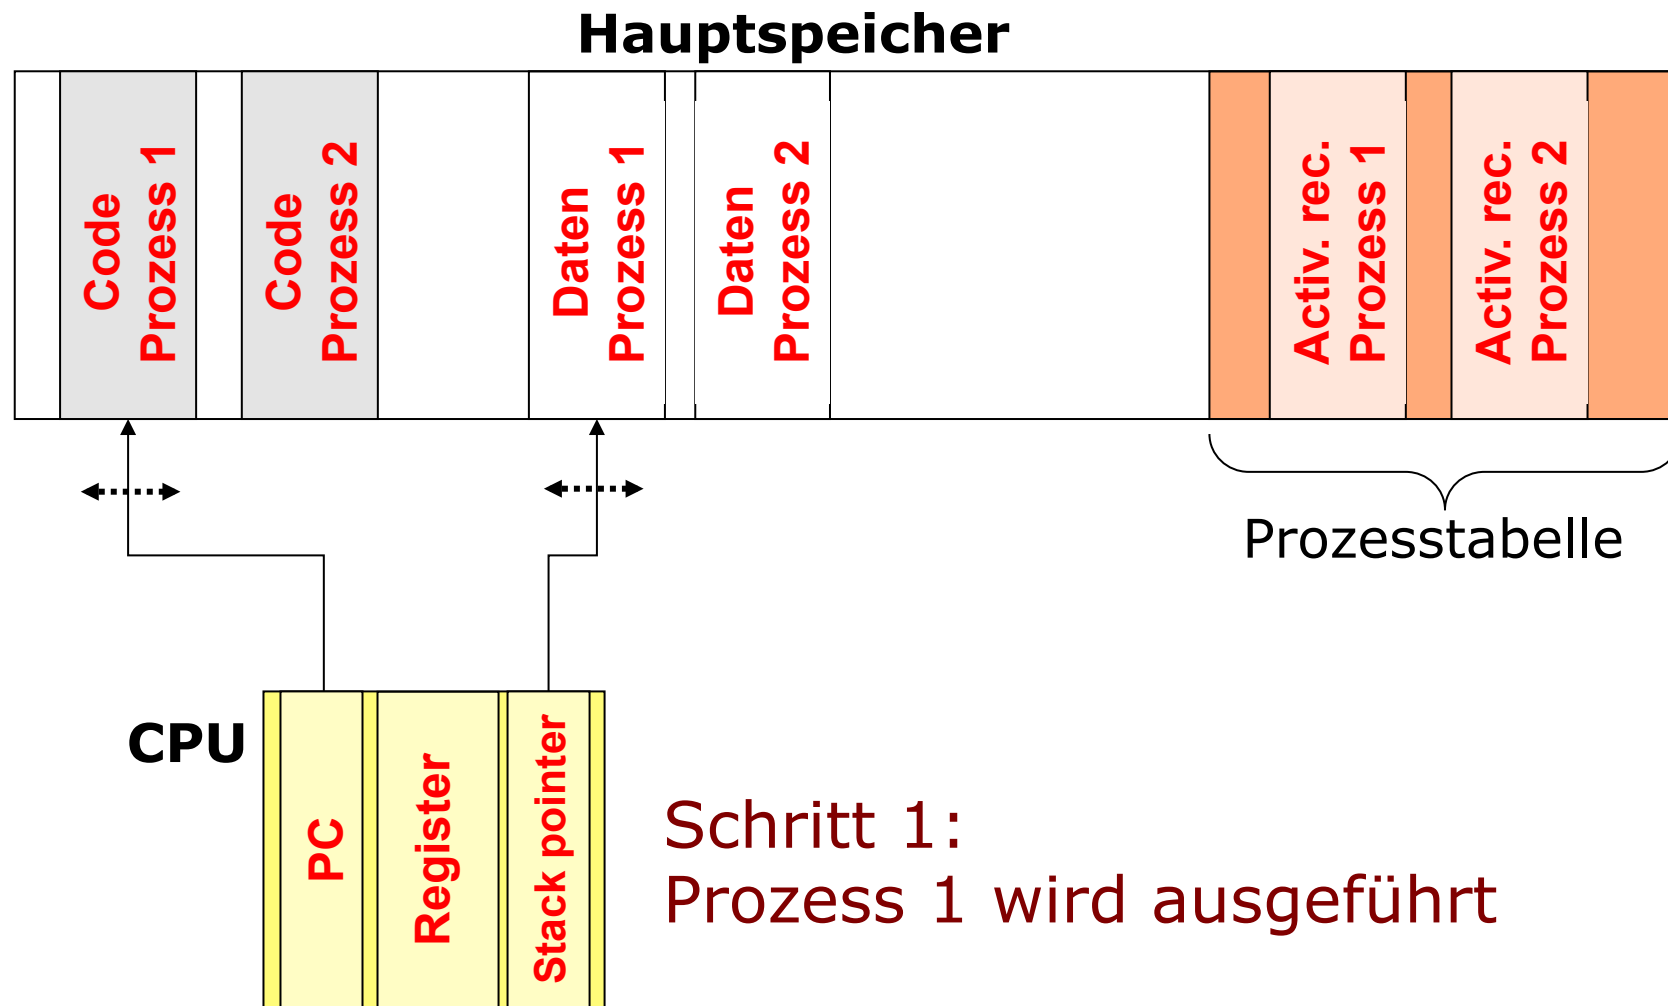 Hauptspeicher
Code
Prozess 1
Code
Prozess 2
Daten
Prozess 1
Daten
Prozess 2
Activ. rec.
Prozess 1
Activ. rec.
Prozess 2
Prozesstabelle
CPU
PC
Register
Stack pointer
Schritt 1:
Prozess 1 wird ausgeführt